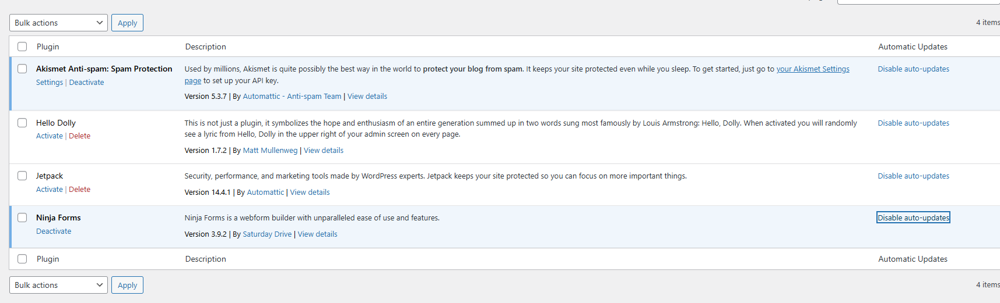 Bulk actions Apply 4 items
Plugin Description Automatic Updates
Akismet Anti-spam: Spam Protection
Settings | Deactivate
Used by millions, Akismet is quite possibly the best way in the world to protect your blog from spam. It keeps your site protected even while you sleep. To get started, just go to your Akismet Settings
page to set up your API key.
Version 5.3.7 | By Automattic - Anti-spam Team | View details
Disable auto-updates
Hello Dolly
Activate | Delete
This is not just a plugin, it symbolizes the hope and enthusiasm of an entire generation summed up in two words sung most famously by Louis Armstrong: Hello, Dolly. When activated you will randomly
see a lyric from Hello, Dolly in the upper right of your admin screen on every page.
Version 1.7.2 | By Matt Mullenweg | View details
Disable auto-updates
Jetpack
Activate | Delete
Security, performance, and marketing tools made by WordPress experts. Jetpack keeps your site protected so you can focus on more important things.
Version 14.4.1 | By Automattic | View details
Disable auto-updates
Ninja Forms
Deactivate
Ninja Forms is a webform builder with unparalleled ease of use and features.
Version 3.9.2 | By Saturday Drive | View details
Disable auto-updates
Plugin Description Automatic Updates
Bulk actions Apply 4 items